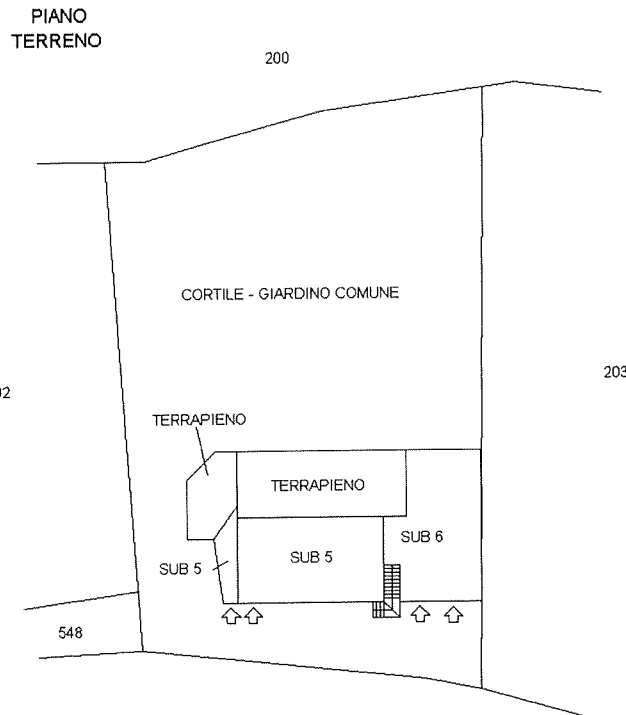 PIANO
TERRENO
200
CORTILE - GIARDINO COMUNE
203
TERRAPIENO
TERRAPIENO
SUB 6
SUB 5
SUB 5
548